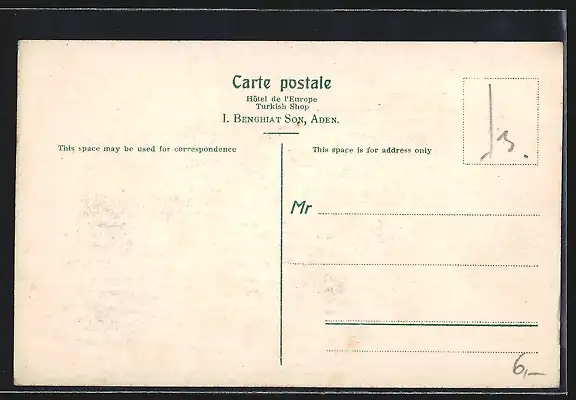 Carte postale
Hôtel de l'Europe
Turkish Shop
I. Benghiat Son, Aden.
This space may be used for correspondence
This space is for address only
Mr
6,-